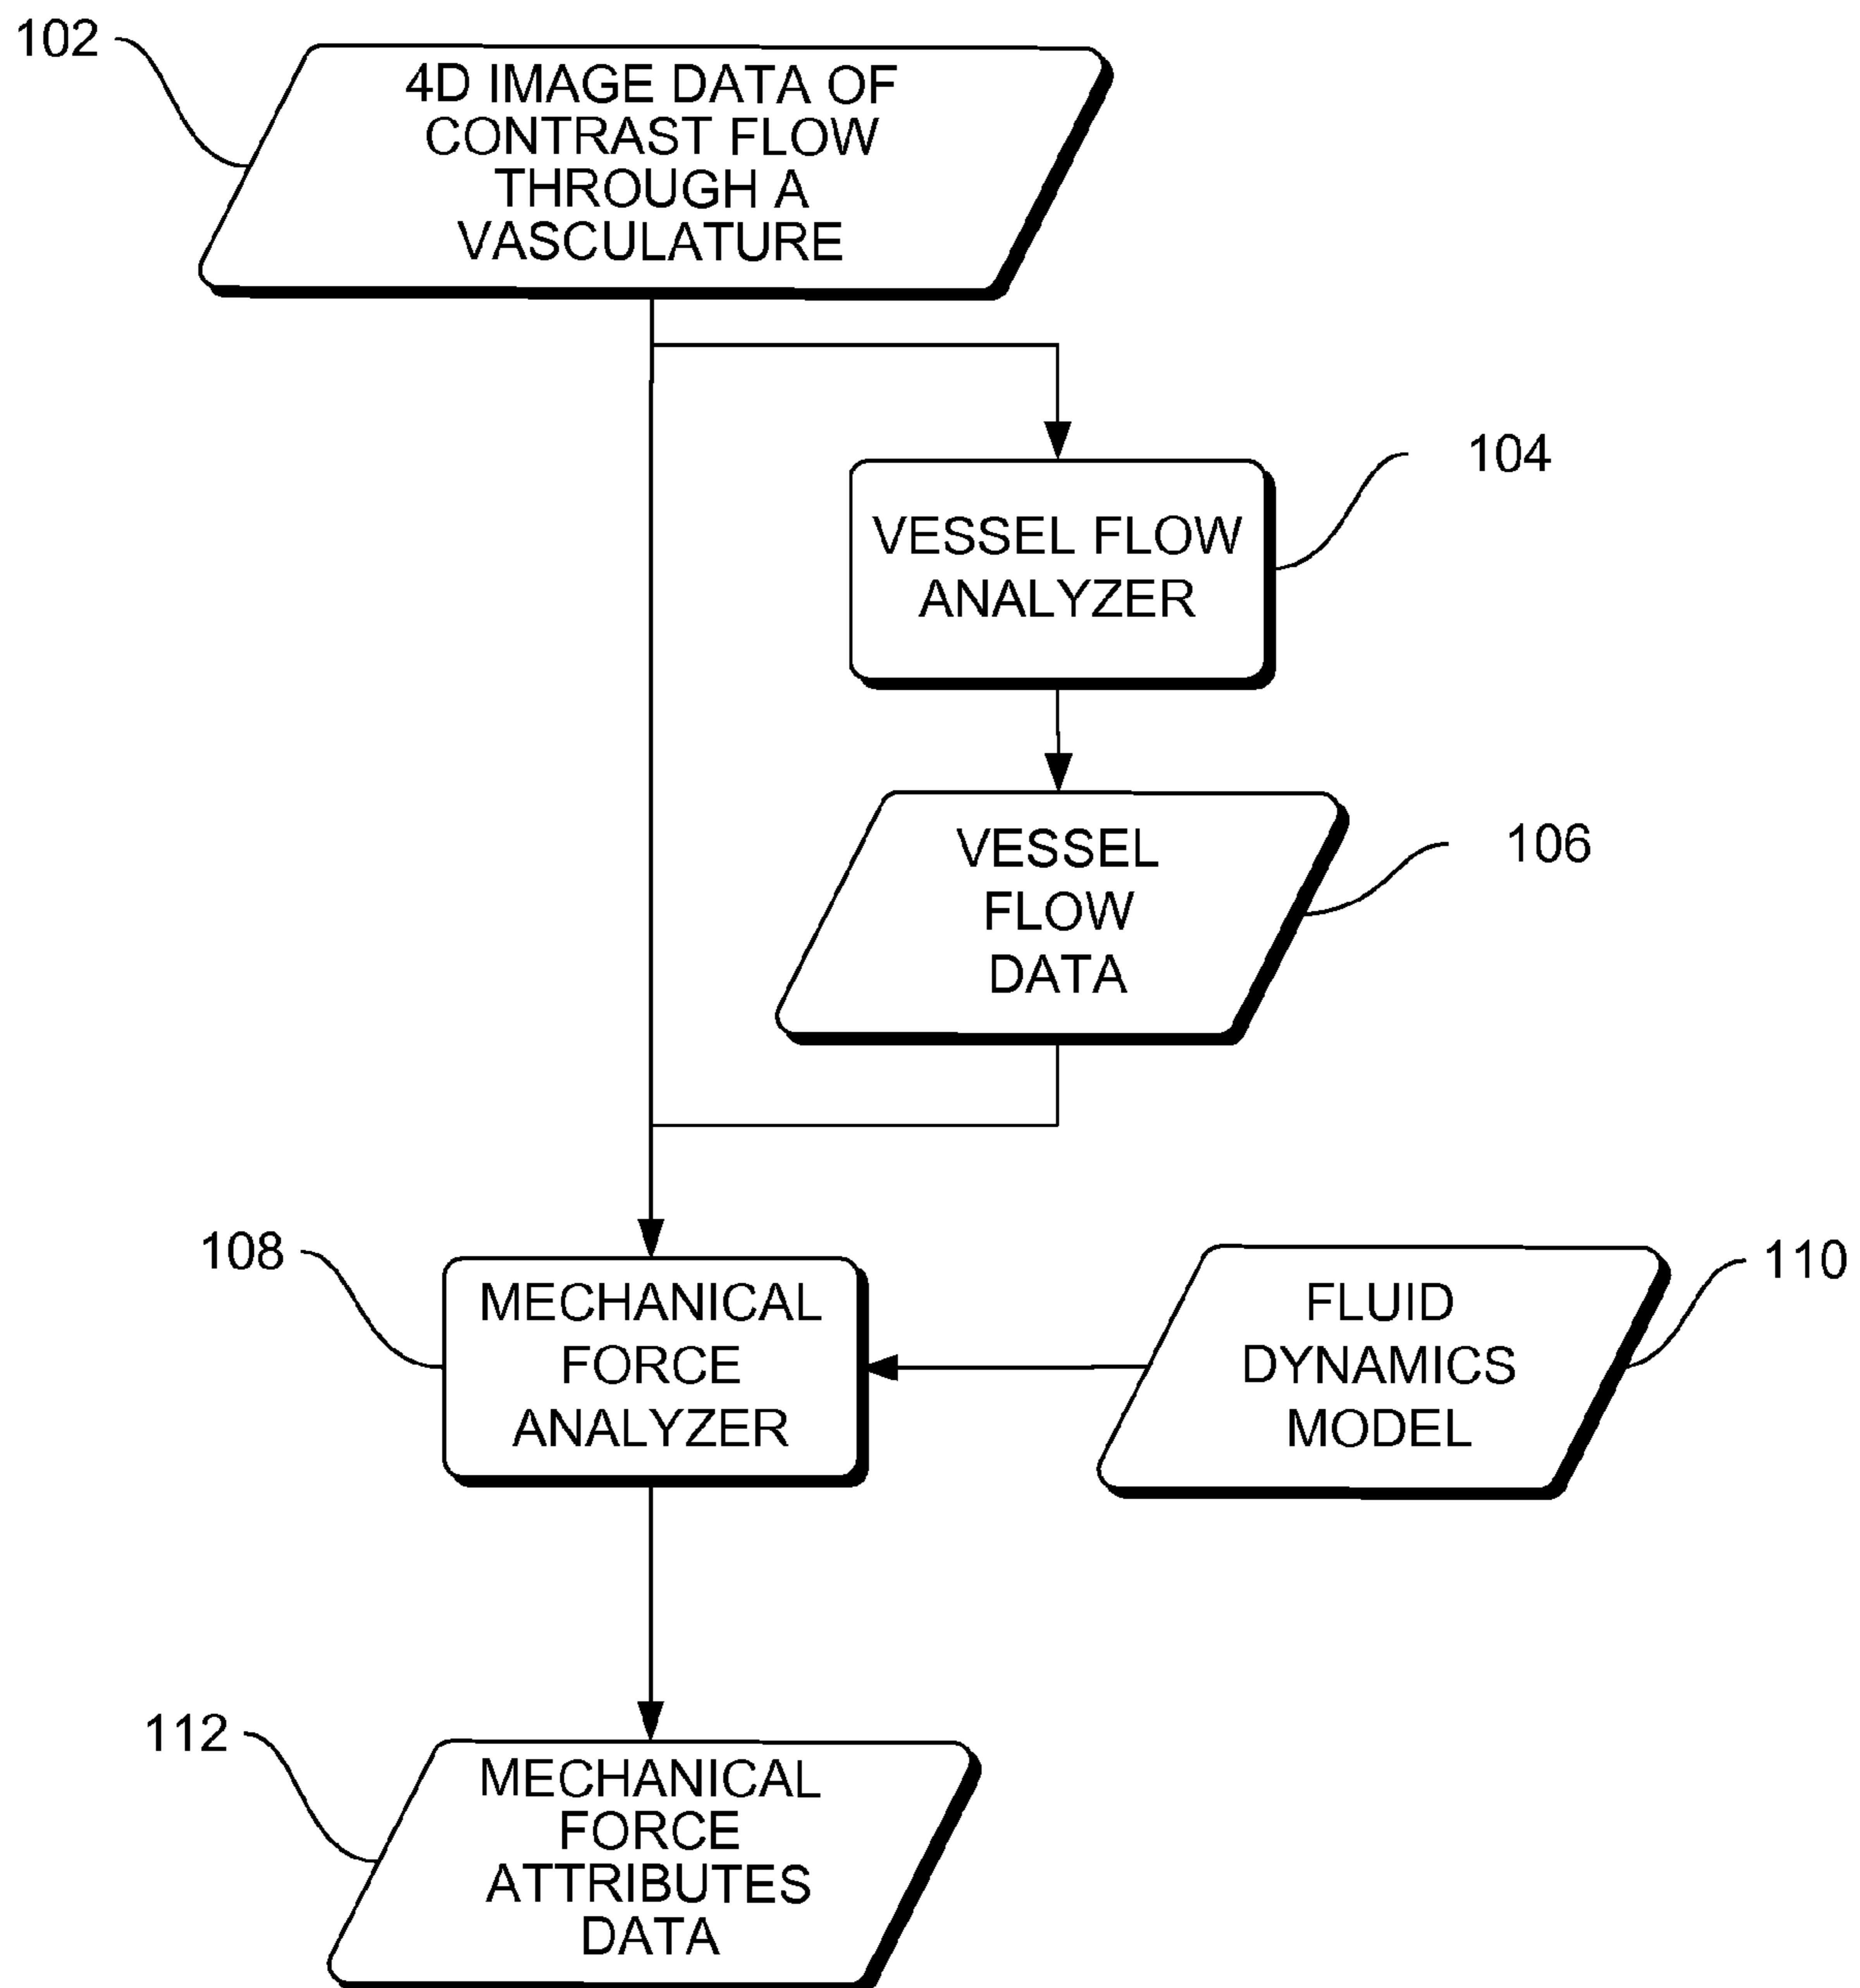 102
4D IMAGE DATA OF
CONTRAST FLOW
THROUGH A
VASCULATURE
104
VESSEL FLOW
ANALYZER
106
VESSEL
FLOW
DATA
108
MECHANICAL
FORCE
ANALYZER
110
FLUID
DYNAMICS
MODEL
112
MECHANICAL
FORCE
ATTRIBUTES
DATA